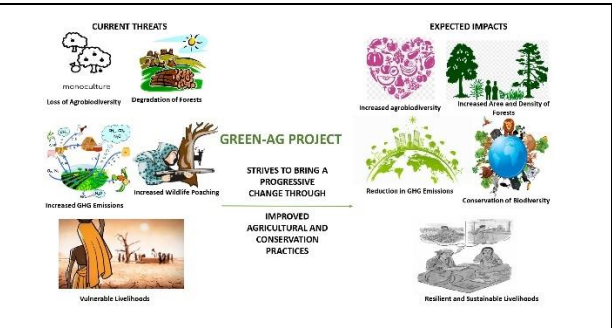 CURRENT THREATS
EXPECTED IMPACTS
monoculture
Loss of Agrobiodiversity
Degradation of Forests
Increased agrobiodiversity
Increased Area and Density of
Forests
GREEN-AG PROJECT
STRIVES TO BRING A
PROGRESSIVE
CHANGE THROUGH
IMPROVED
AGRICULTURAL AND
CONSERVATION
PRACTICES
Increased GHG Emissions
Increased Wildlife Poaching
Reduction in GHG Emissions
Conservation of Biodiversity
Vulnerable Livelihoods
Resilient and Sustainable Livelihoods